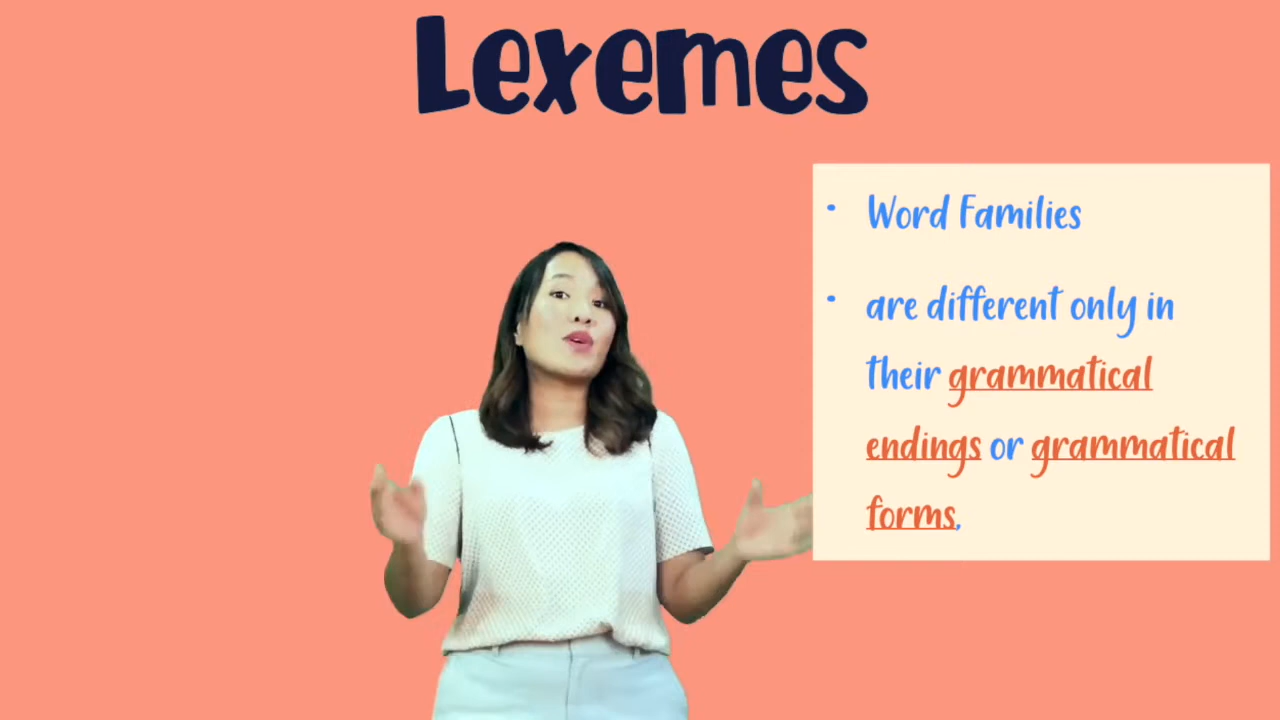 Lexemes
• Word Families
• are different only in
their grammatical
endings or grammatical
forms.